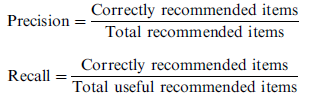 Precision = Correctly recommended items / Total recommended items
Recall = Correctly recommended items / Total useful recommended items